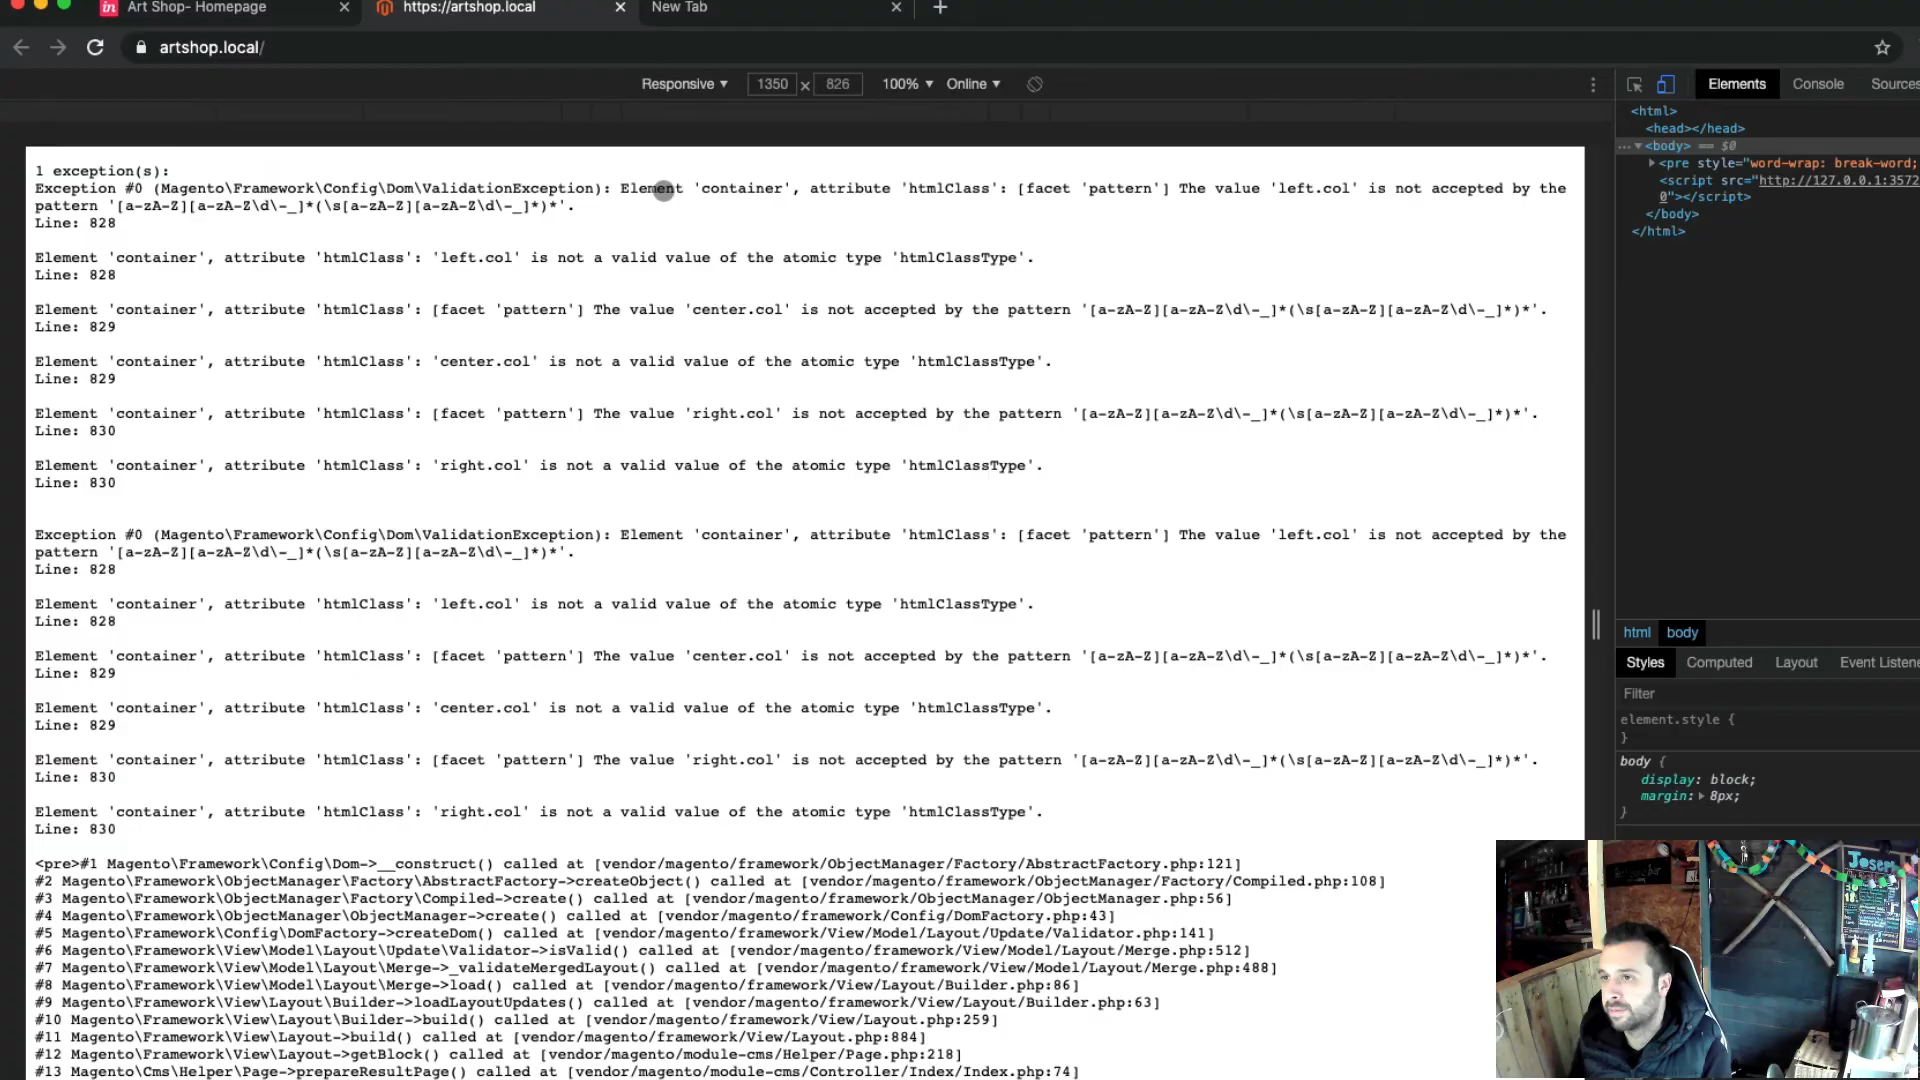 Art Shop- Homepage
https://artshop.local
New Tab
artshop.local/
Responsive ▼ 1350 x 826 100% ▼ Online ▼
Elements Console Sources
<html>
<head></head>
<body> == $0
<pre style="word-wrap: break-word;
<script src="http://127.0.0.1:3572
0"></script>
</body>
</html>
1 exception(s):
Exception #0 (Magento\Framework\Config\Dom\ValidationException): Element 'container', attribute 'htmlClass': [facet 'pattern'] The value 'left.col' is not accepted by the
pattern '[a-zA-Z][a-zA-Z\d\-_]*(\s[a-zA-Z][a-zA-Z\d\-_]*)*'.
Line: 828
Element 'container', attribute 'htmlClass': 'left.col' is not a valid value of the atomic type 'htmlClassType'.
Line: 828
Element 'container', attribute 'htmlClass': [facet 'pattern'] The value 'center.col' is not accepted by the pattern '[a-zA-Z][a-zA-Z\d\-_]*(\s[a-zA-Z][a-zA-Z\d\-_]*)*'.
Line: 829
Element 'container', attribute 'htmlClass': 'center.col' is not a valid value of the atomic type 'htmlClassType'.
Line: 829
Element 'container', attribute 'htmlClass': [facet 'pattern'] The value 'right.col' is not accepted by the pattern '[a-zA-Z][a-zA-Z\d\-_]*(\s[a-zA-Z][a-zA-Z\d\-_]*)*'.
Line: 830
Element 'container', attribute 'htmlClass': 'right.col' is not a valid value of the atomic type 'htmlClassType'.
Line: 830
Exception #0 (Magento\Framework\Config\Dom\ValidationException): Element 'container', attribute 'htmlClass': [facet 'pattern'] The value 'left.col' is not accepted by the
pattern '[a-zA-Z][a-zA-Z\d\-_]*(\s[a-zA-Z][a-zA-Z\d\-_]*)*'.
Line: 828
Element 'container', attribute 'htmlClass': 'left.col' is not a valid value of the atomic type 'htmlClassType'.
Line: 828
Element 'container', attribute 'htmlClass': [facet 'pattern'] The value 'center.col' is not accepted by the pattern '[a-zA-Z][a-zA-Z\d\-_]*(\s[a-zA-Z][a-zA-Z\d\-_]*)*'.
Line: 829
Element 'container', attribute 'htmlClass': 'center.col' is not a valid value of the atomic type 'htmlClassType'.
Line: 829
Element 'container', attribute 'htmlClass': [facet 'pattern'] The value 'right.col' is not accepted by the pattern '[a-zA-Z][a-zA-Z\d\-_]*(\s[a-zA-Z][a-zA-Z\d\-_]*)*'.
Line: 830
Element 'container', attribute 'htmlClass': 'right.col' is not a valid value of the atomic type 'htmlClassType'.
Line: 830
<pre>#1 Magento\Framework\Config\Dom->__construct() called at [vendor/magento/framework/ObjectManager/Factory/AbstractFactory.php:121]
#2 Magento\Framework\ObjectManager\Factory\AbstractFactory->createObject() called at [vendor/magento/framework/ObjectManager/Factory/Compiled.php:108]
#3 Magento\Framework\ObjectManager\Factory\Compiled->create() called at [vendor/magento/framework/ObjectManager/ObjectManager.php:56]
#4 Magento\Framework\ObjectManager\ObjectManager->create() called at [vendor/magento/framework/Config/DomFactory.php:43]
#5 Magento\Framework\Config\DomFactory->createDom() called at [vendor/magento/framework/View/Model/Layout/Update/Validator.php:141]
#6 Magento\Framework\View\Model\Layout\Update\Validator->isValid() called at [vendor/magento/framework/View/Model/Layout/Merge.php:512]
#7 Magento\Framework\View\Model\Layout\Merge->_validateMergedLayout() called at [vendor/magento/framework/View/Model/Layout/Merge.php:488]
#8 Magento\Framework\View\Model\Layout\Merge->load() called at [vendor/magento/framework/View/Layout/Builder.php:86]
#9 Magento\Framework\View\Layout\Builder->loadLayoutUpdates() called at [vendor/magento/framework/View/Layout/Builder.php:63]
#10 Magento\Framework\View\Layout\Builder->build() called at [vendor/magento/framework/View/Layout.php:259]
#11 Magento\Framework\View\Layout->build() called at [vendor/magento/framework/View/Layout.php:884]
#12 Magento\Framework\View\Layout->getBlock() called at [vendor/magento/module-cms/Helper/Page.php:218]
#13 Magento\Cms\Helper\Page->prepareResultPage() called at [vendor/magento/module-cms/Controller/Index/Index.php:74]
html body
Styles Computed Layout Event Listene
Filter
element.style {
}
body {
display: block;
margin: 8px;
}